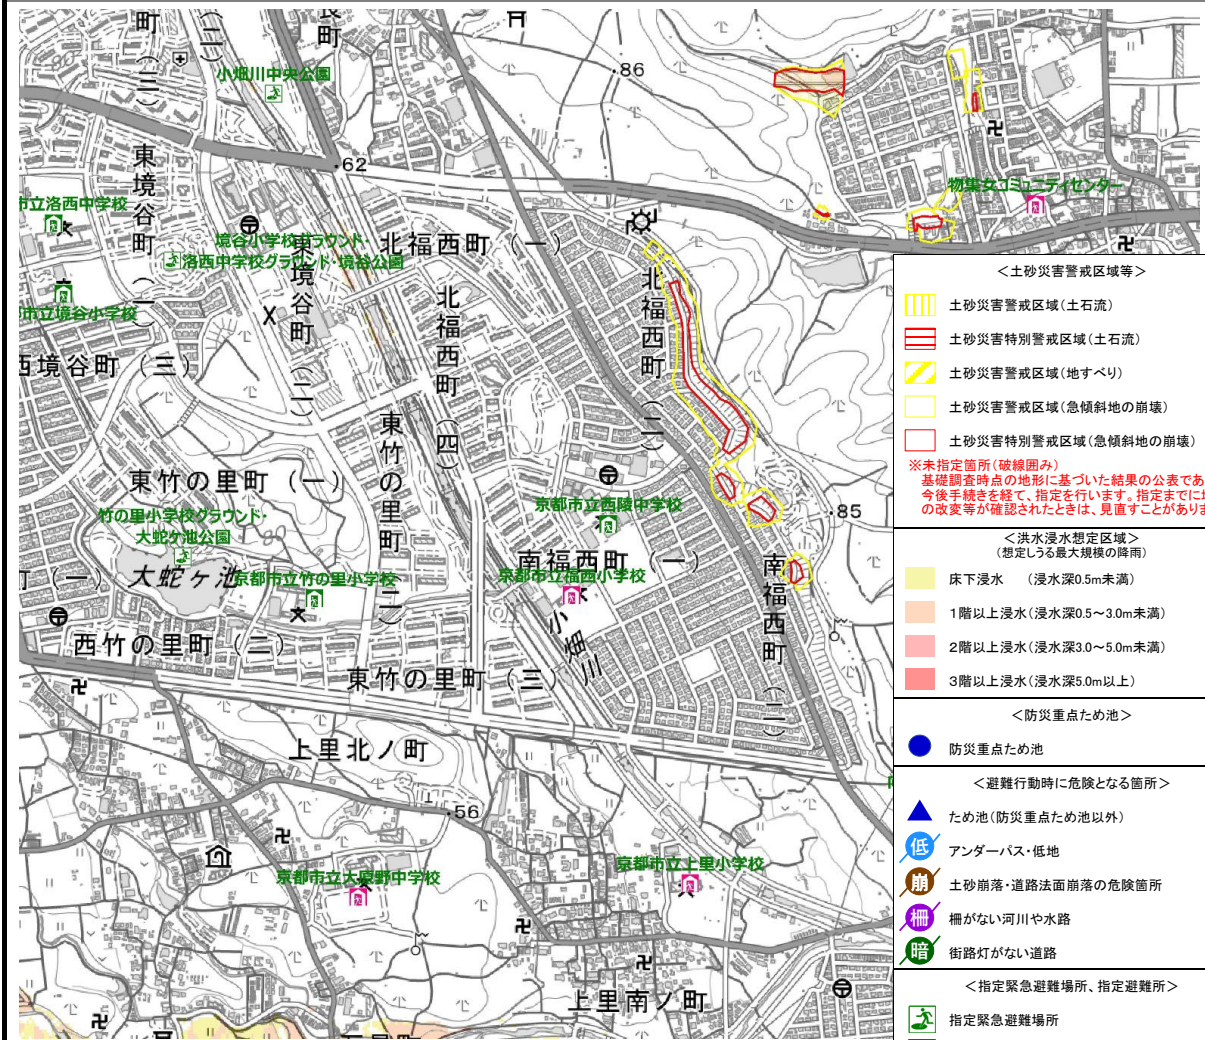 町(三)
(二)
長町
小畑川中央公園
86
62
東境谷町(二)
市立洛西中学校
物集女コミュニティセンター
境谷小学校グラウンド・
洛西中学校グラウンド・境谷公園
北福西町(一)
東境谷町(二)
市立境谷小学校
北福西町(二)
北福西町(四)
西境谷町(三)
東竹の里町(二)
東竹の里町(一)
竹の里小学校グラウンド・
大蛇ケ池公園
80
京都市立西陵中学校
85
大蛇ヶ池
町(一)
京都市立竹の里小学校
南福西町(一)
京都市立福西小学校
南福西町(二)
小畑川
西竹の里町(二)
東竹の里町(三)
上里北ノ町
56
京都市立大原野中学校
京都市立上里小学校
上里南ノ町
<土砂災害警戒区域等>
土砂災害警戒区域(土石流)
土砂災害特別警戒区域(土石流)
土砂災害警戒区域(地すべり)
土砂災害警戒区域(急傾斜地の崩壊)
土砂災害特別警戒区域(急傾斜地の崩壊)
※未指定箇所(破線囲み)
基礎調査時点の地形に基づいた結果の公表であ
今後手続きを経て、指定を行います。指定までに
の改変等が確認されたときは、見直すことがありま
<洪水浸水想定区域>
(想定しうる最大規模の降雨)
床下浸水 (浸水深0.5m未満)
1階以上浸水(浸水深0.5~3.0m未満)
2階以上浸水(浸水深3.0~5.0m未満)
3階以上浸水(浸水深5.0m以上)
<防災重点ため池>
防災重点ため池
<避難行動時に危険となる箇所>
ため池(防災重点ため池以外)
低 アンダーパス・低地
崩 土砂崩落・道路法面崩落の危険箇所
柵 柵がない河川や水路
暗 街路灯がない道路
<指定緊急避難場所、指定避難所>
指定緊急避難場所